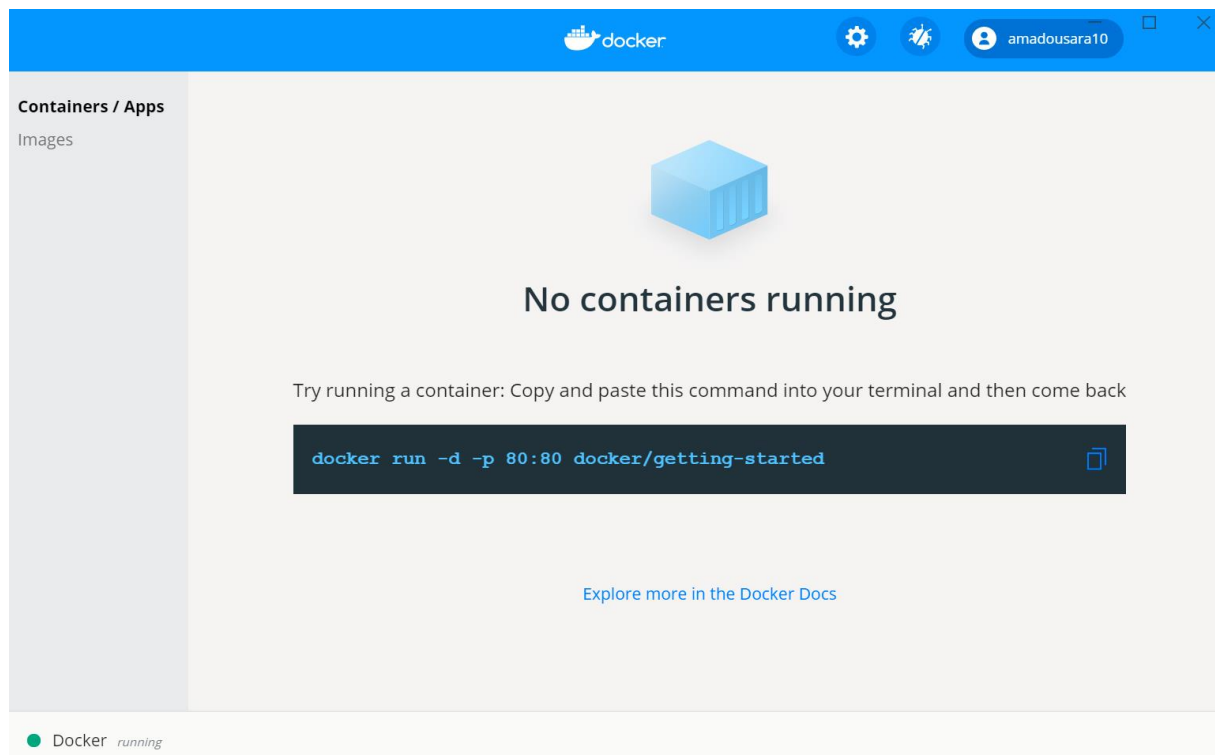 docker
amadousara10
Containers / Apps
Images
No containers running
Try running a container: Copy and paste this command into your terminal and then come back
docker run -d -p 80:80 docker/getting-started
Explore more in the Docker Docs
Docker running